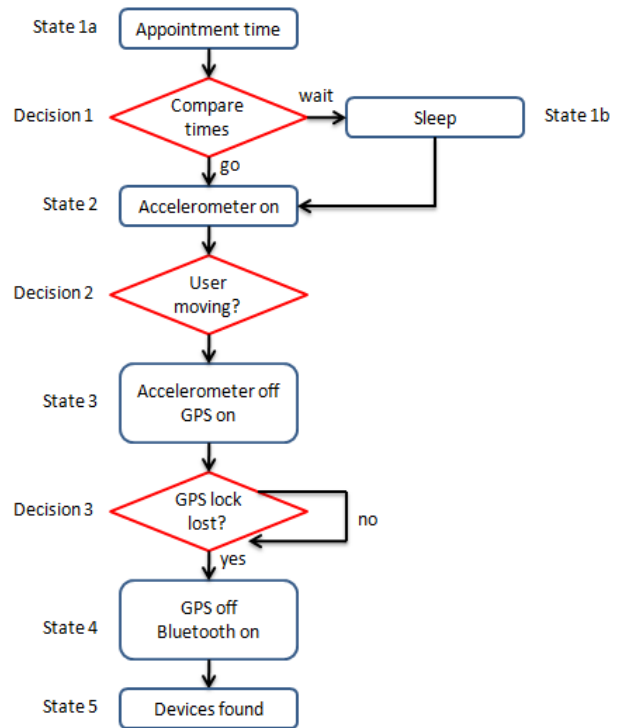 State 1a
Appointment time
Decision 1
Compare
times
wait
Sleep
State 1b
go
State 2
Accelerometer on
Decision 2
User
moving?
State 3
Accelerometer off
GPS on
Decision 3
GPS lock
lost?
no
yes
State 4
GPS off
Bluetooth on
State 5
Devices found